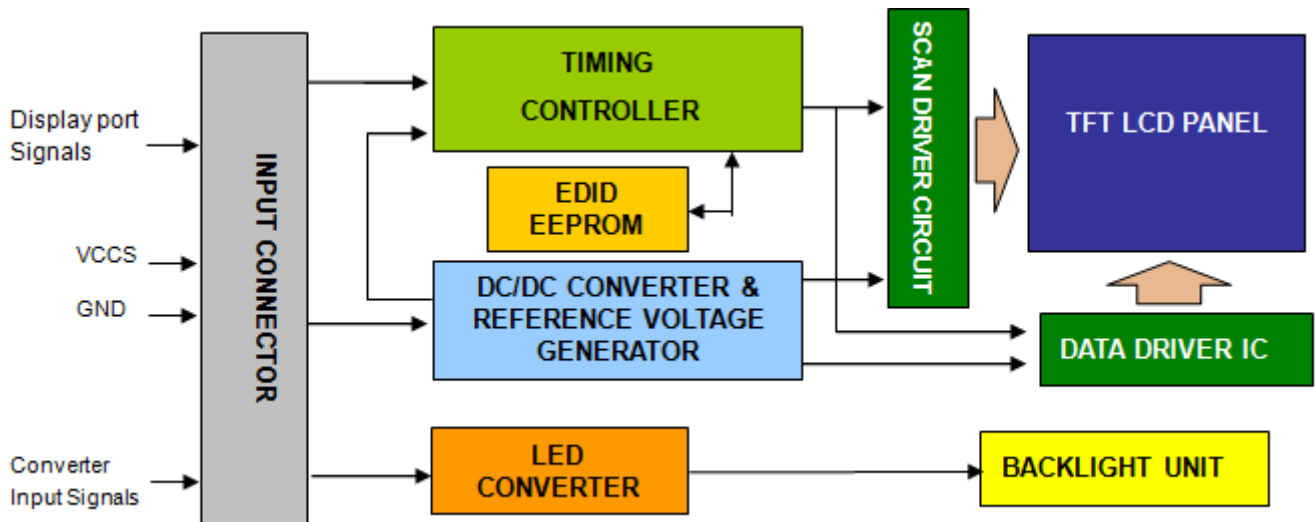 Display port
Signals
VCCS
GND
Converter
Input Signals
INPUT CONNECTOR
TIMING
CONTROLLER
EDID
EEPROM
DC/DC CONVERTER &
REFERENCE VOLTAGE
GENERATOR
LED
CONVERTER
SCAN DRIVER CIRCUIT
TFT LCD PANEL
DATA DRIVER IC
BACKLIGHT UNIT